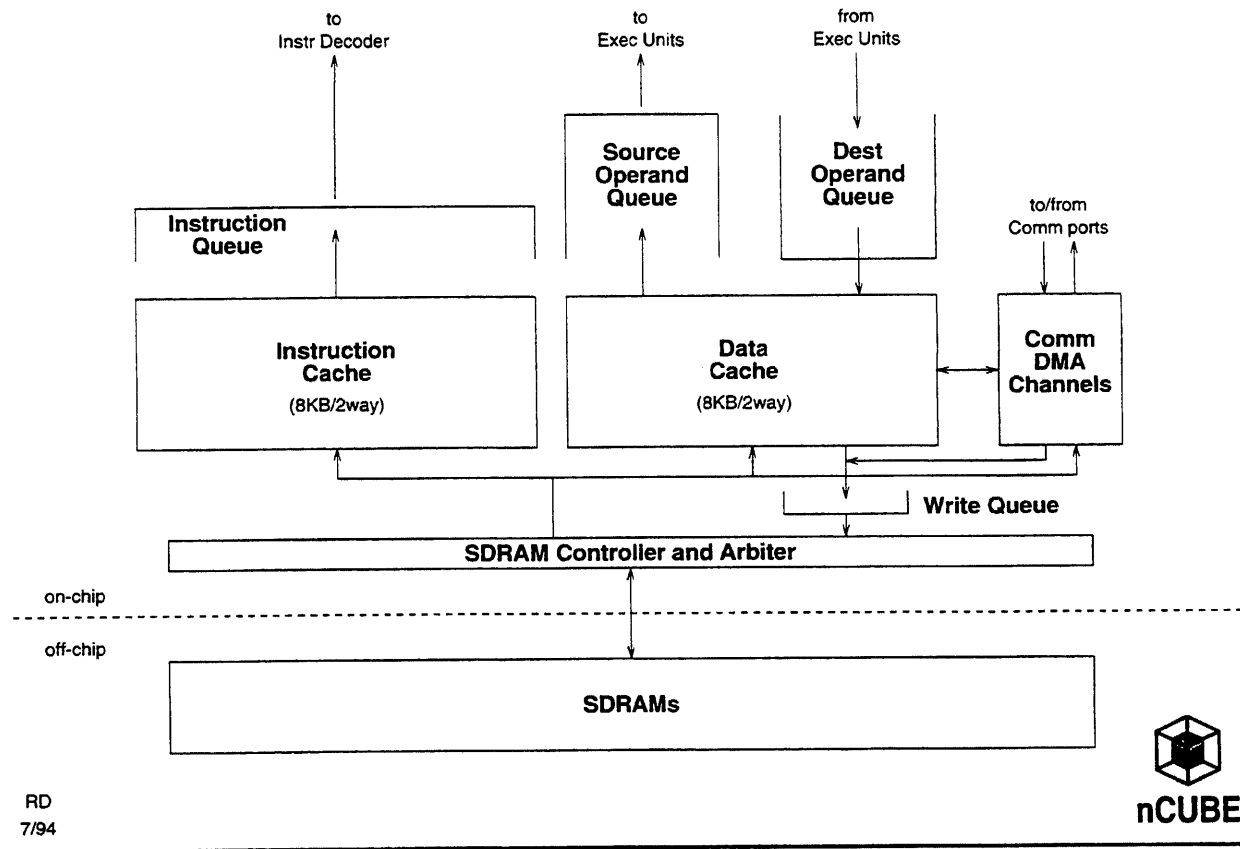 to
Instr Decoder
to
Exec Units
from
Exec Units
Source
Operand
Queue
Dest
Operand
Queue
to/from
Comm ports
Instruction
Queue
Instruction
Cache
(8KB/2way)
Data
Cache
(8KB/2way)
Comm
DMA
Channels
Write Queue
SDRAM Controller and Arbiter
on-chip
off-chip
SDRAMs
nCUBE
RD
7/94